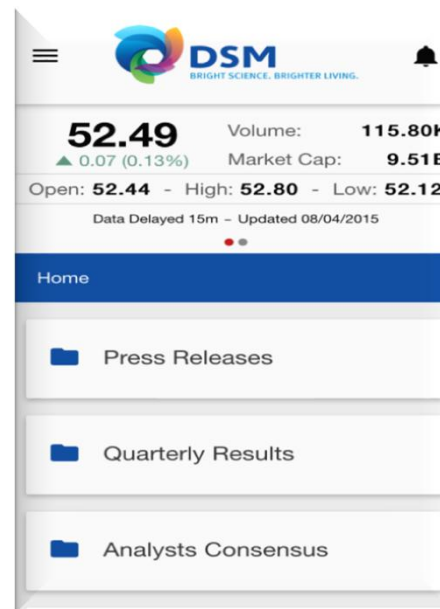 DSM
BRIGHT SCIENCE. BRIGHTER LIVING.
52.49
Volume: 115.80K
▲ 0.07 (0.13%)
Market Cap: 9.51B
Open: 52.44 - High: 52.80 - Low: 52.12
Data Delayed 15m – Updated 08/04/2015
Home
Press Releases
Quarterly Results
Analysts Consensus